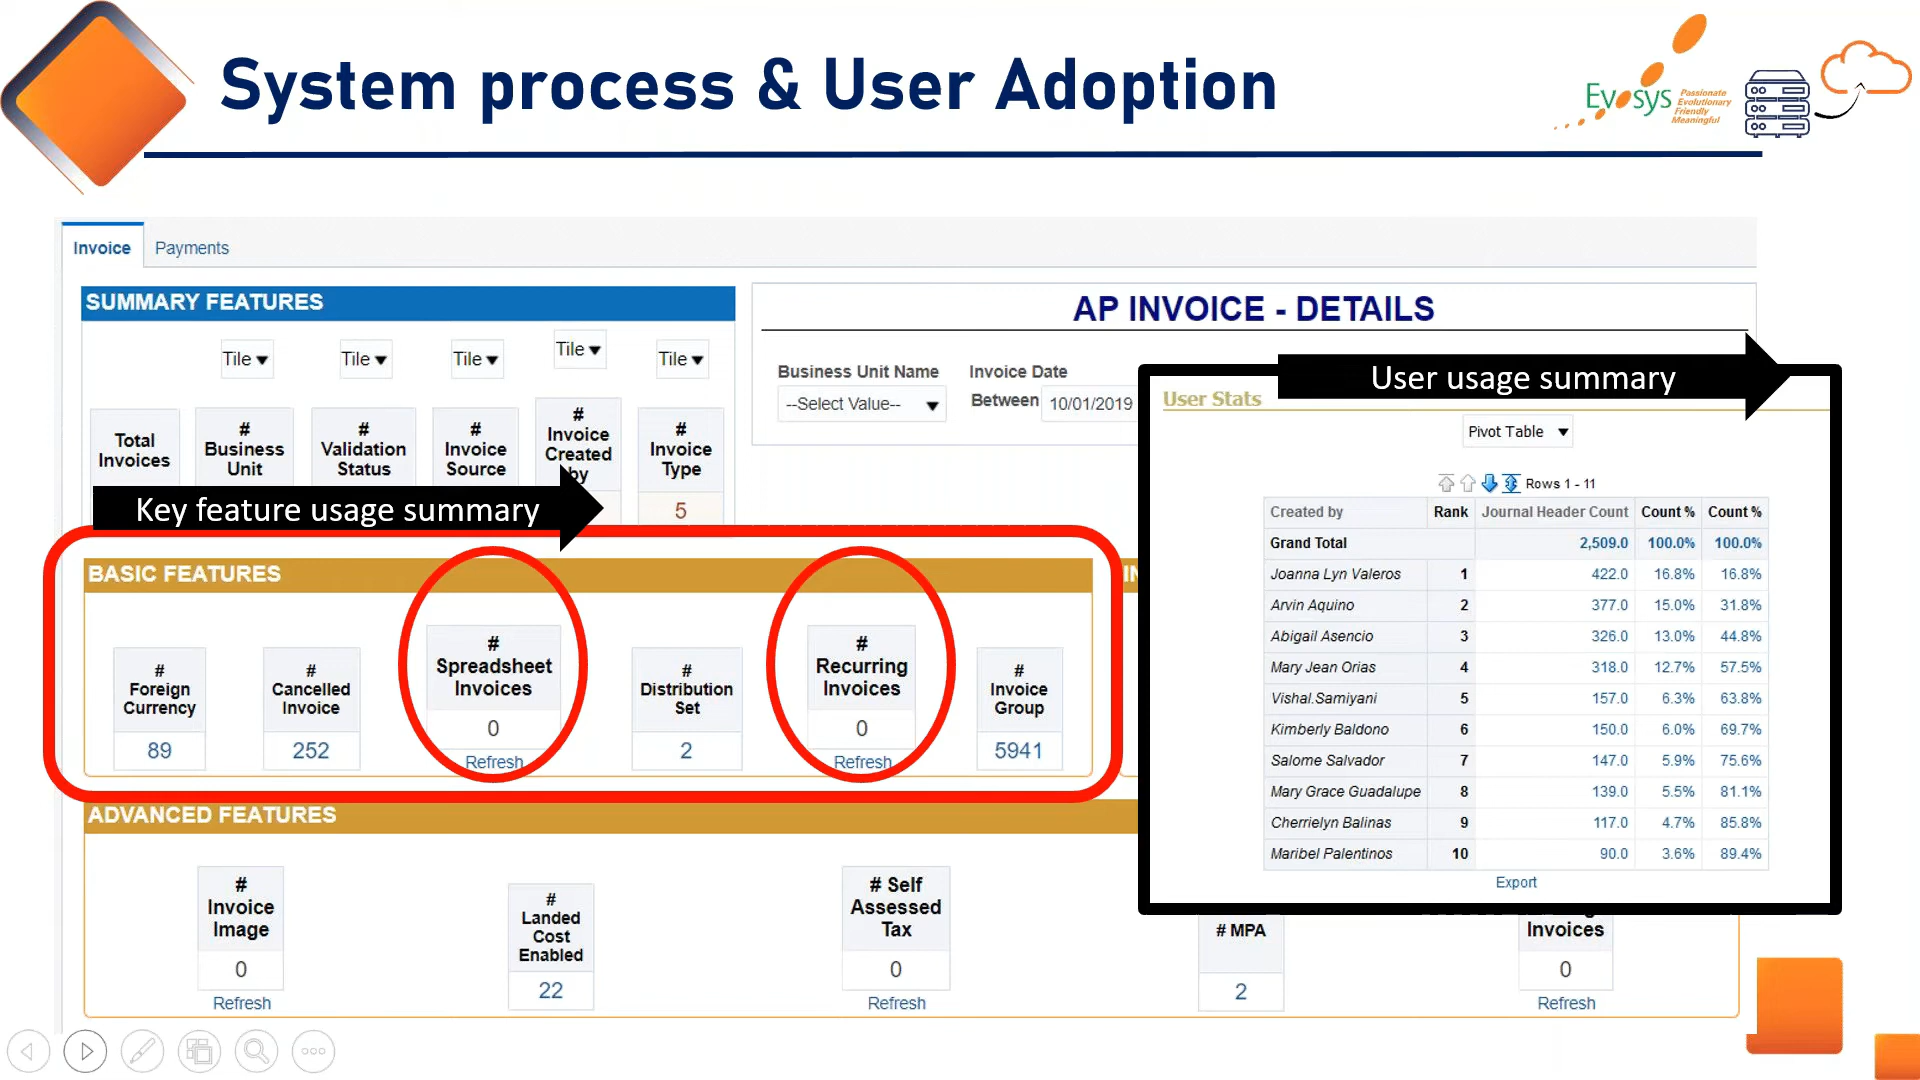 System process & User Adoption
Evosys
Passionate
Evolutionary
Friendly
Meaningful
Invoice
Payments
SUMMARY FEATURES
Tile
Tile
Tile
Tile
Tile
Total
Invoices
#
Business
Unit
#
Validation
Status
#
Invoice
Source
#
Invoice
Created
by
#
Invoice
Type
5
AP INVOICE - DETAILS
Business Unit Name
--Select Value--
Invoice Date
Between 10/01/2019
Key feature usage summary
BASIC FEATURES
#
Foreign
Currency
89
#
Cancelled
Invoice
252
#
Spreadsheet
Invoices
0
Refresh
#
Distribution
Set
2
#
Recurring
Invoices
0
Refresh
#
Invoice
Group
5941
ADVANCED FEATURES
#
Invoice
Image
0
Refresh
#
Landed
Cost
Enabled
22
# Self
Assessed
Tax
0
Refresh
# MPA
2
Invoices
0
Refresh
User usage summary
User Stats
Pivot Table
Rows 1 - 11
Created by Rank Journal Header Count Count % Count %
Grand Total 2,509.0 100.0% 100.0%
Joanna Lyn Valeros 1 422.0 16.8% 16.8%
Arvin Aquino 2 377.0 15.0% 31.8%
Abigail Asencio 3 326.0 13.0% 44.8%
Mary Jean Orias 4 318.0 12.7% 57.5%
Vishal.Samiyani 5 157.0 6.3% 63.8%
Kimberly Baldono 6 150.0 6.0% 69.7%
Salome Salvador 7 147.0 5.9% 75.6%
Mary Grace Guadalupe 8 139.0 5.5% 81.1%
Cherrielyn Balinas 9 117.0 4.7% 85.8%
Maribel Palentinos 10 90.0 3.6% 89.4%
Export